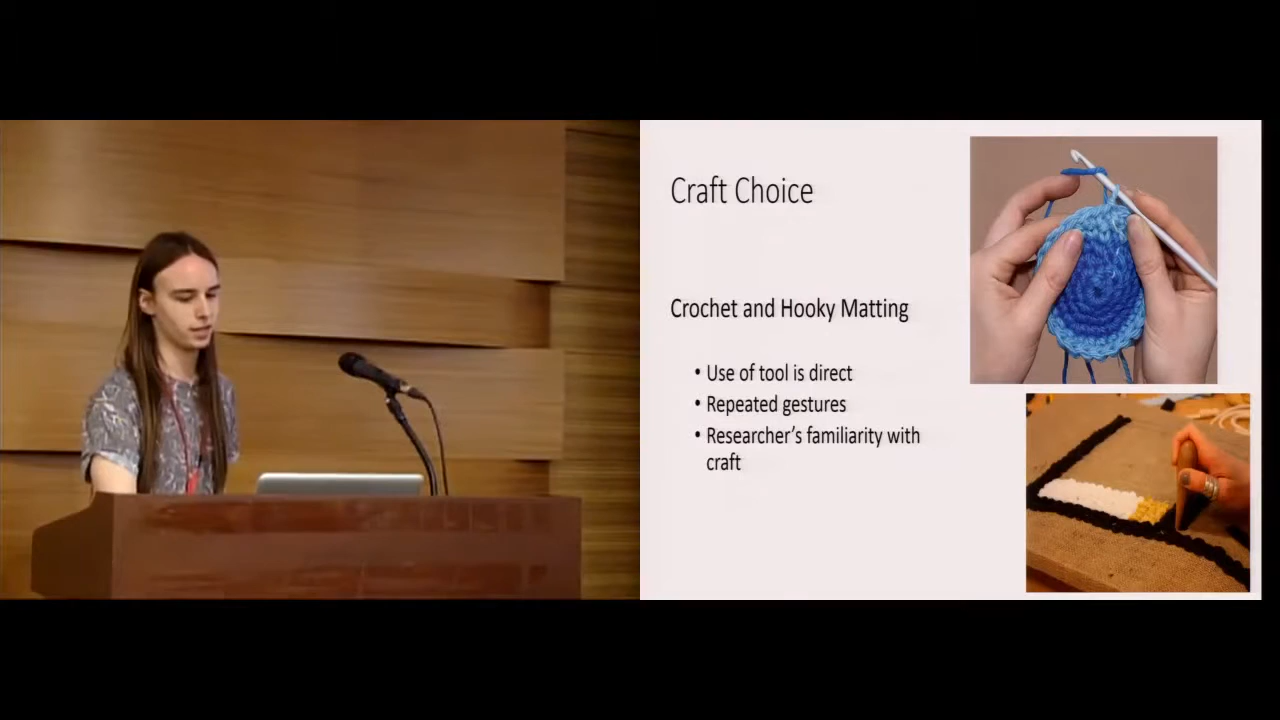 Craft Choice
Crochet and Hooky Matting
• Use of tool is direct
• Repeated gestures
• Researcher's familiarity with
craft